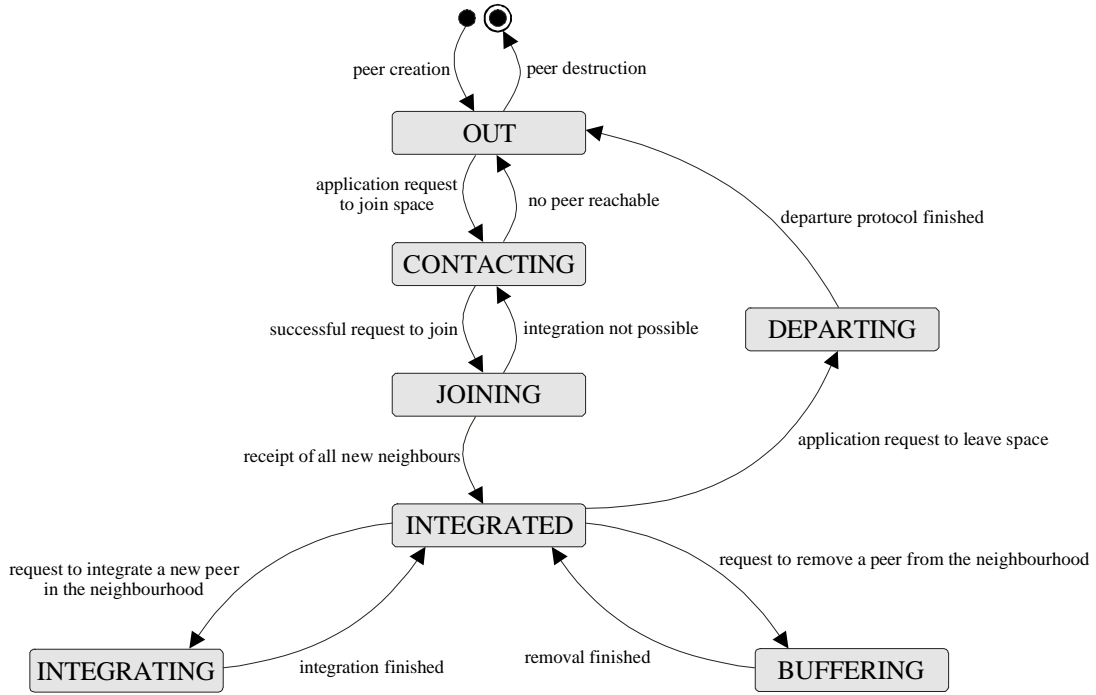 peer creation
peer destruction
OUT
application request
to join space
no peer reachable
departure protocol finished
CONTACTING
successful request to join
integration not possible
DEPARTING
JOINING
receipt of all new neighbours
application request to leave space
INTEGRATED
request to integrate a new peer
in the neighbourhood
request to remove a peer from the neighbourhood
INTEGRATING
integration finished
removal finished
BUFFERING